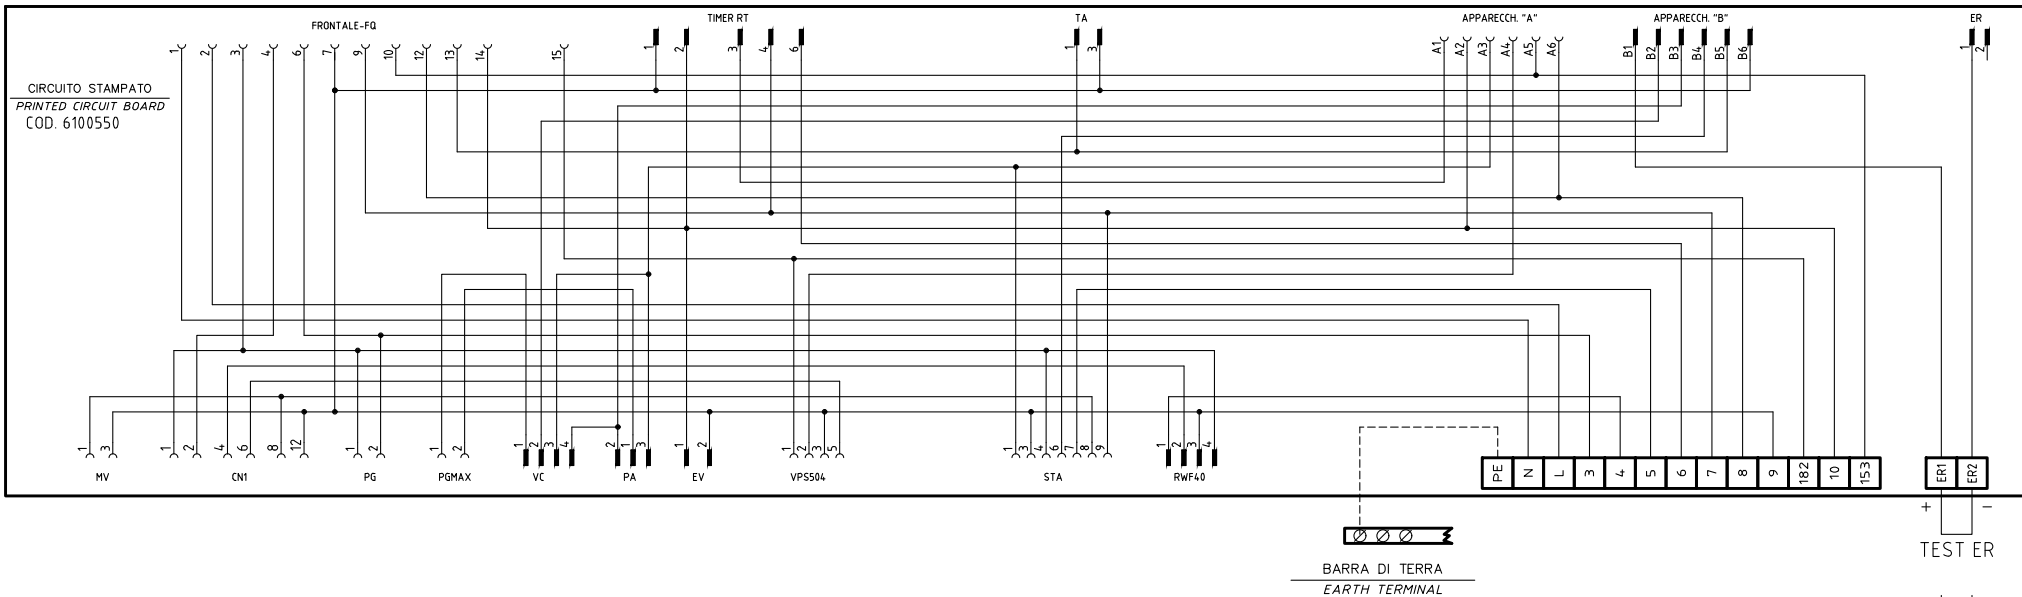 FRONTALE-FQ
TIMER RT
TA
APPARECCH. "A"
APPARECCH. "B"
ER
1 2 3 4 6 7 9 10 12 13 14 15
1 2 3 4 6
1 3
A1 A2 A3 A4 A5 A6
B1 B2 B3 B4 B5 B6
1 2
CIRCUITO STAMPATO
PRINTED CIRCUIT BOARD
COD. 6100550
1 3
1 2 4 6 8 12
1 2
1 2
1 2 3 4
2 1 3
1 2
1 2 3 5
1 3 4 6 7 8 9
1 2 3 4
MV
CN1
PG
PGMAX
VC
PA
EV
VPS504
STA
RWF40
PE N L 3 4 5 6 7 8 9 182 10 153
ER1 ER2
+ −
TEST ER
BARRA DI TERRA
EARTH TERMINAL